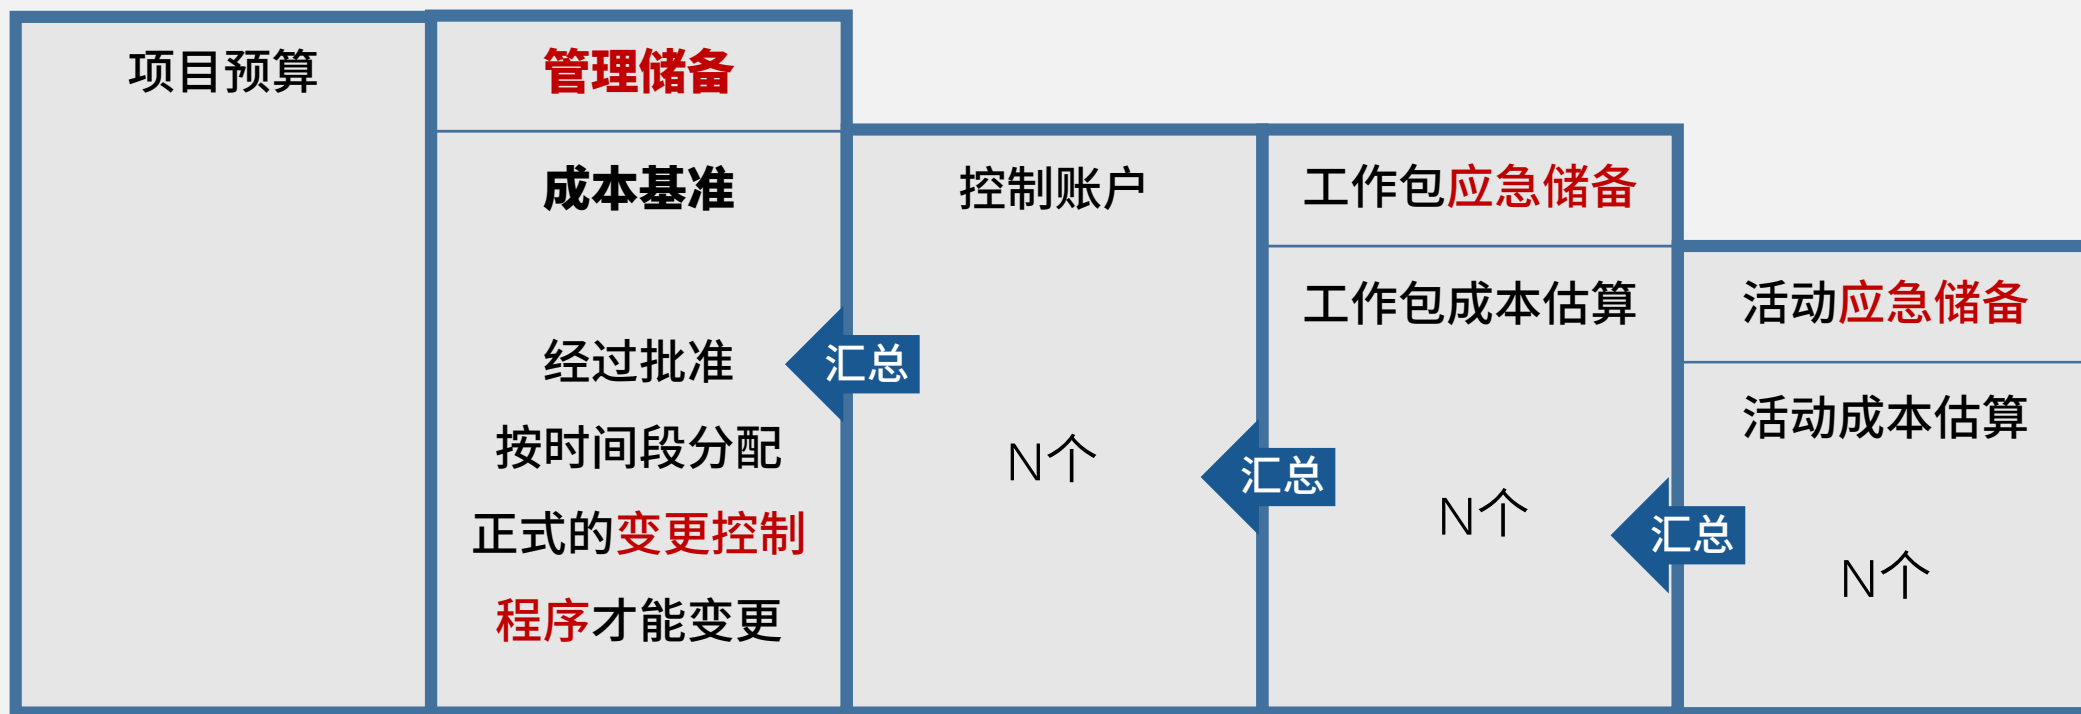 项目预算
管理储备
成本基准
经过批准
按时间段分配
正式的变更控制
程序才能变更
汇总
控制账户
N个
汇总
工作包应急储备
工作包成本估算
N个
汇总
活动应急储备
活动成本估算
N个